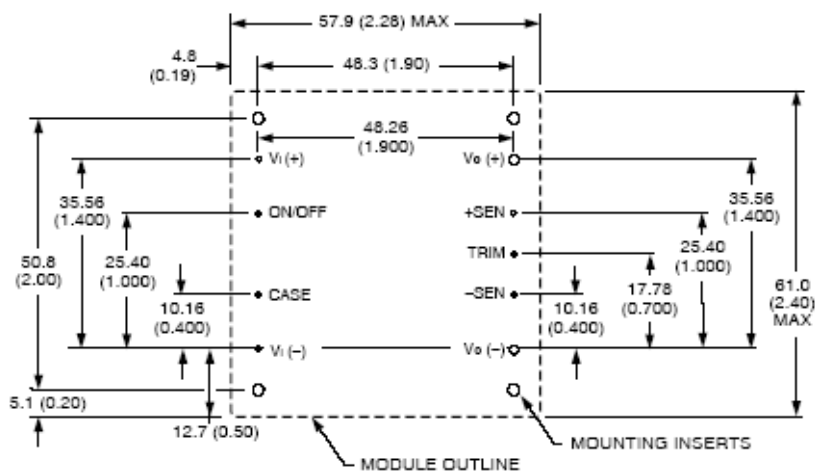 57.9 (2.28) MAX
4.8
(0.19)
48.3 (1.90)
48.26
(1.900)
VI (+)
VO (+)
35.56
(1.400)
35.56
(1.400)
ON/OFF
+SEN
TRIM
50.8
(2.00)
25.40
(1.000)
25.40
(1.000)
61.0
(2.40)
MAX
17.78
(0.700)
CASE
–SEN
10.16
(0.400)
10.16
(0.400)
VI (–)
VO (–)
5.1 (0.20)
12.7 (0.50)
MOUNTING INSERTS
MODULE OUTLINE